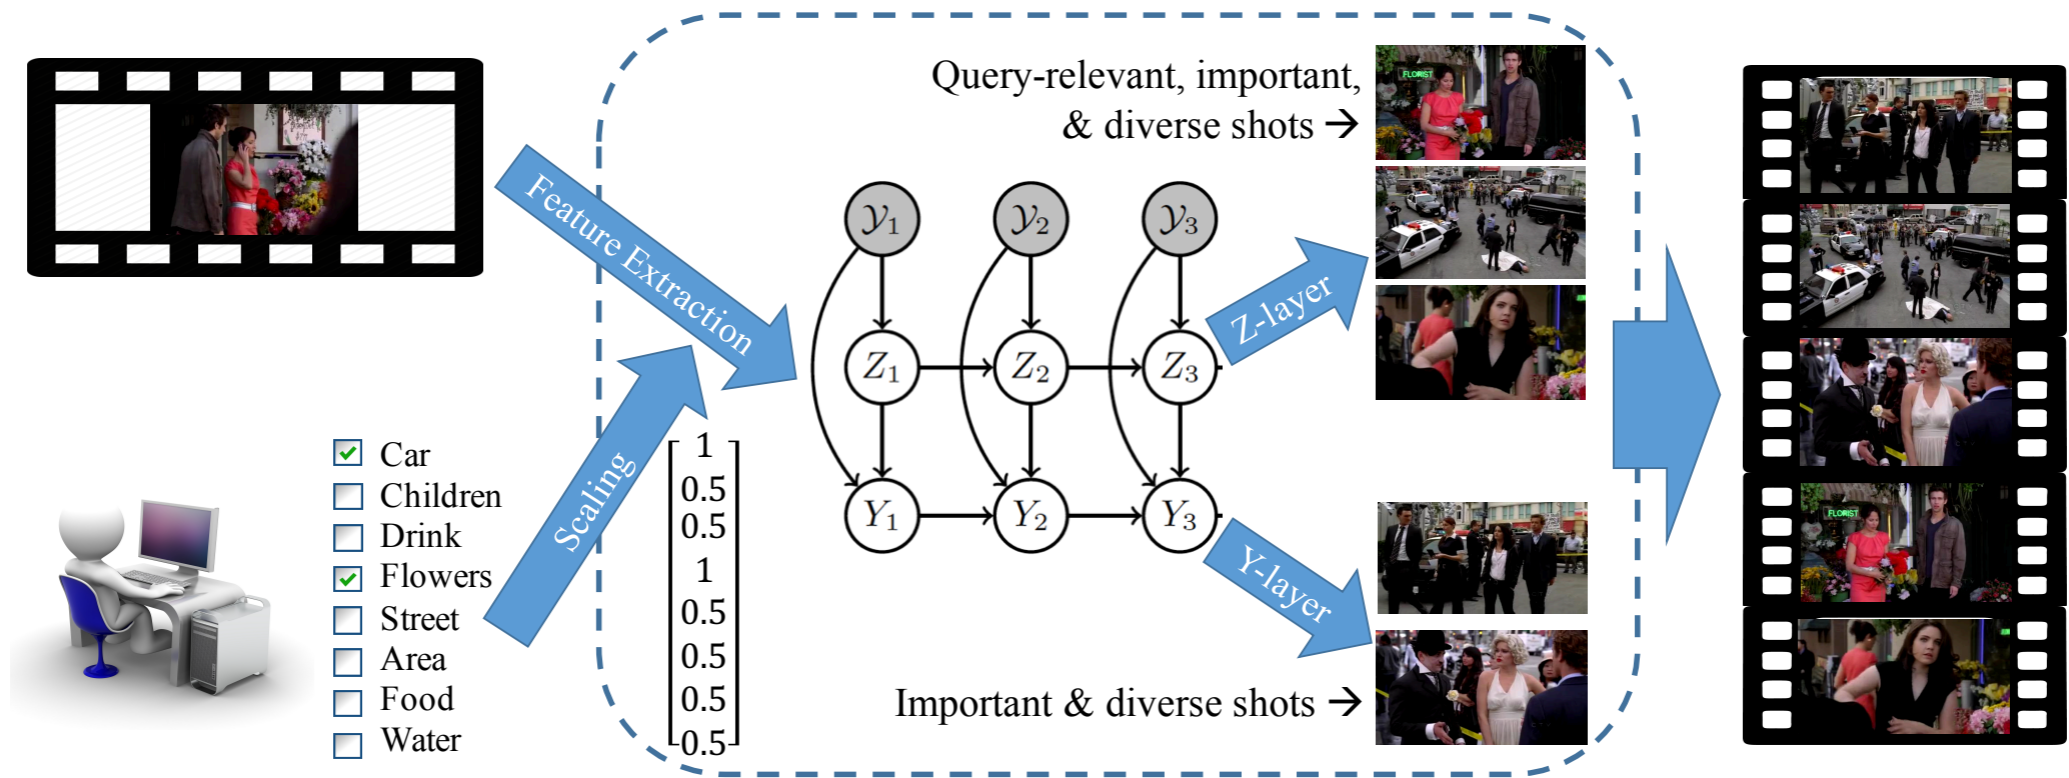 Query-relevant, important,
& diverse shots →
FLORIST
Feature Extraction
𝒴1 𝒴2 𝒴3
Z1 Z2 Z3
Y1 Y2 Y3
Z-layer
Y-layer
Scaling
Car
Children
Drink
Flowers
Street
Area
Food
Water
1
0.5
0.5
1
0.5
0.5
0.5
0.5
Important & diverse shots →
FLORIST